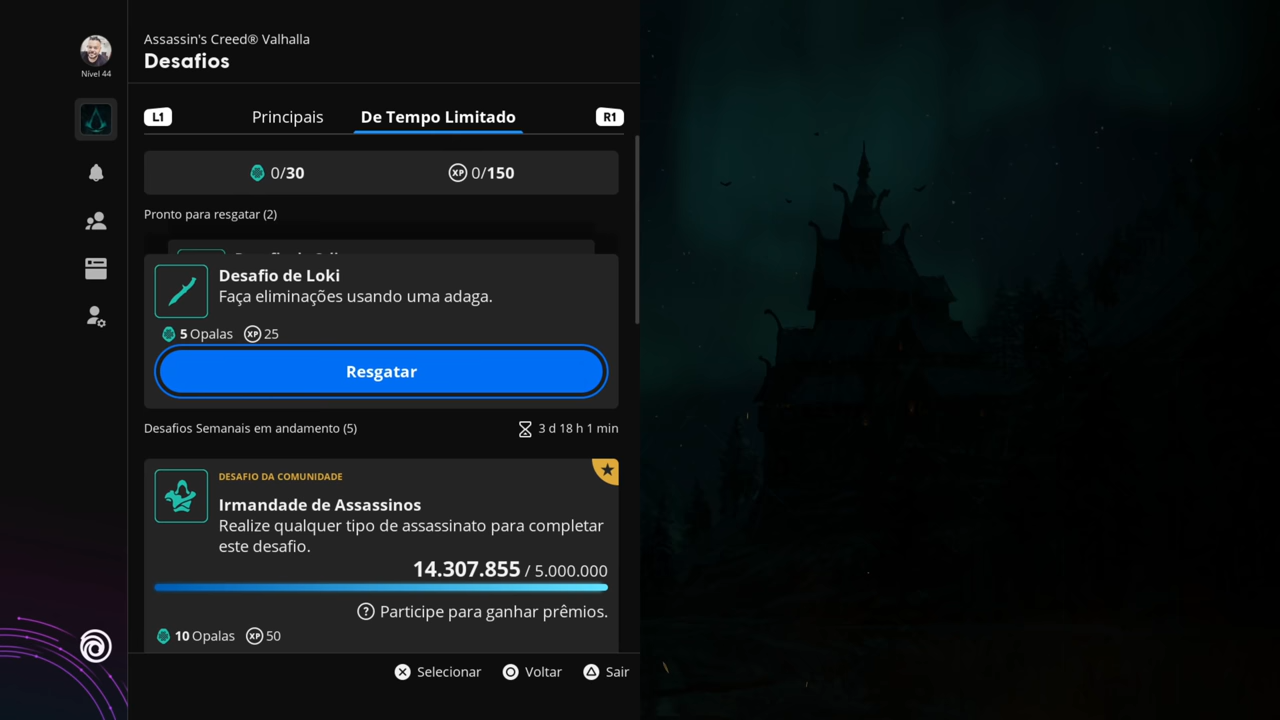 Assassin's Creed® Valhalla
Desafios
Nível 44
L1 Principais De Tempo Limitado R1
0/30 XP 0/150
Pronto para resgatar (2)
Desafio de Loki
Faça eliminações usando uma adaga.
5 Opalas XP 25
Resgatar
Desafios Semanais em andamento (5) 3 d 18 h 1 min
DESAFIO DA COMUNIDADE
Irmandade de Assassinos
Realize qualquer tipo de assassinato para completar
este desafio.
14.307.855 / 5.000.000
? Participe para ganhar prêmios.
10 Opalas XP 50
Selecionar Voltar Sair